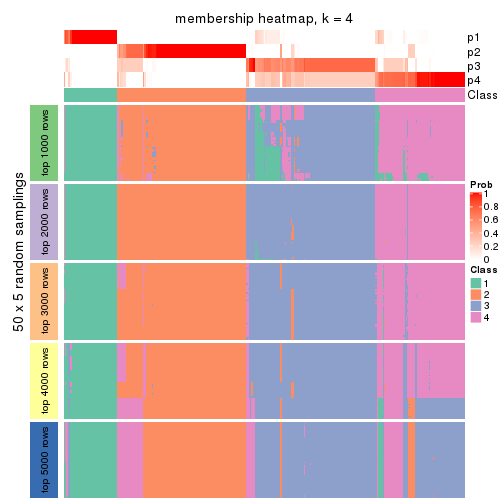 membership heatmap, k = 4
p1
p2
p3
p4
Class
50 x 5 random samplings
top 1000 rows
top 2000 rows
top 3000 rows
top 4000 rows
top 5000 rows
Prob
1
0.8
0.6
0.4
0.2
0
Class
1
2
3
4